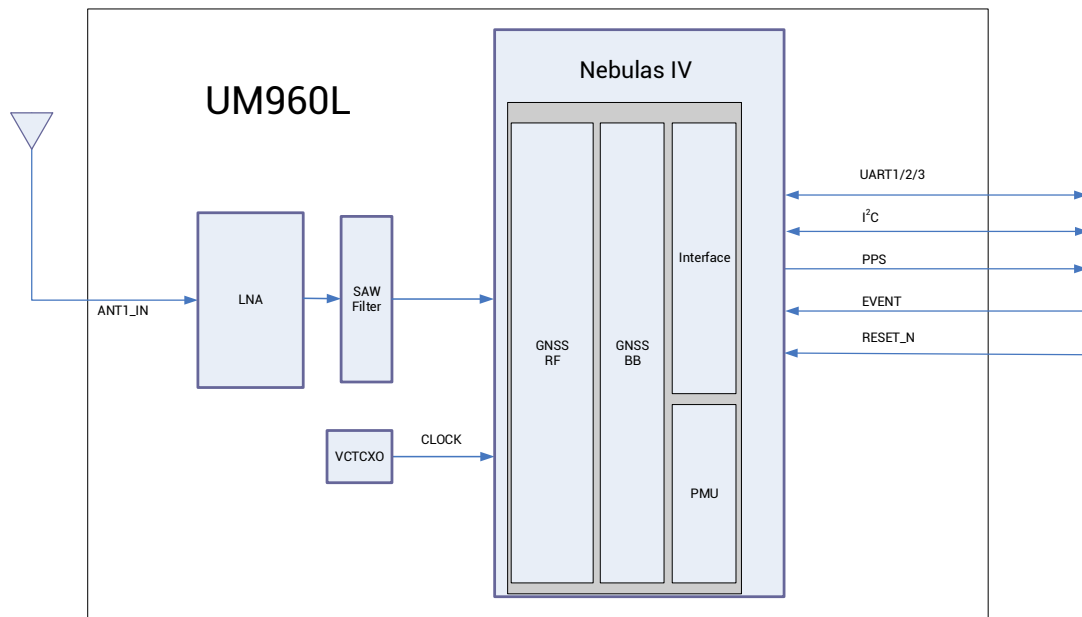 Nebulas IV
UM960L
UART1/2/3
I²C
PPS
EVENT
RESET_N
Interface
ANT1_IN
LNA
SAW
Filter
GNSS
RF
GNSS
BB
CLOCK
VCTCXO
PMU